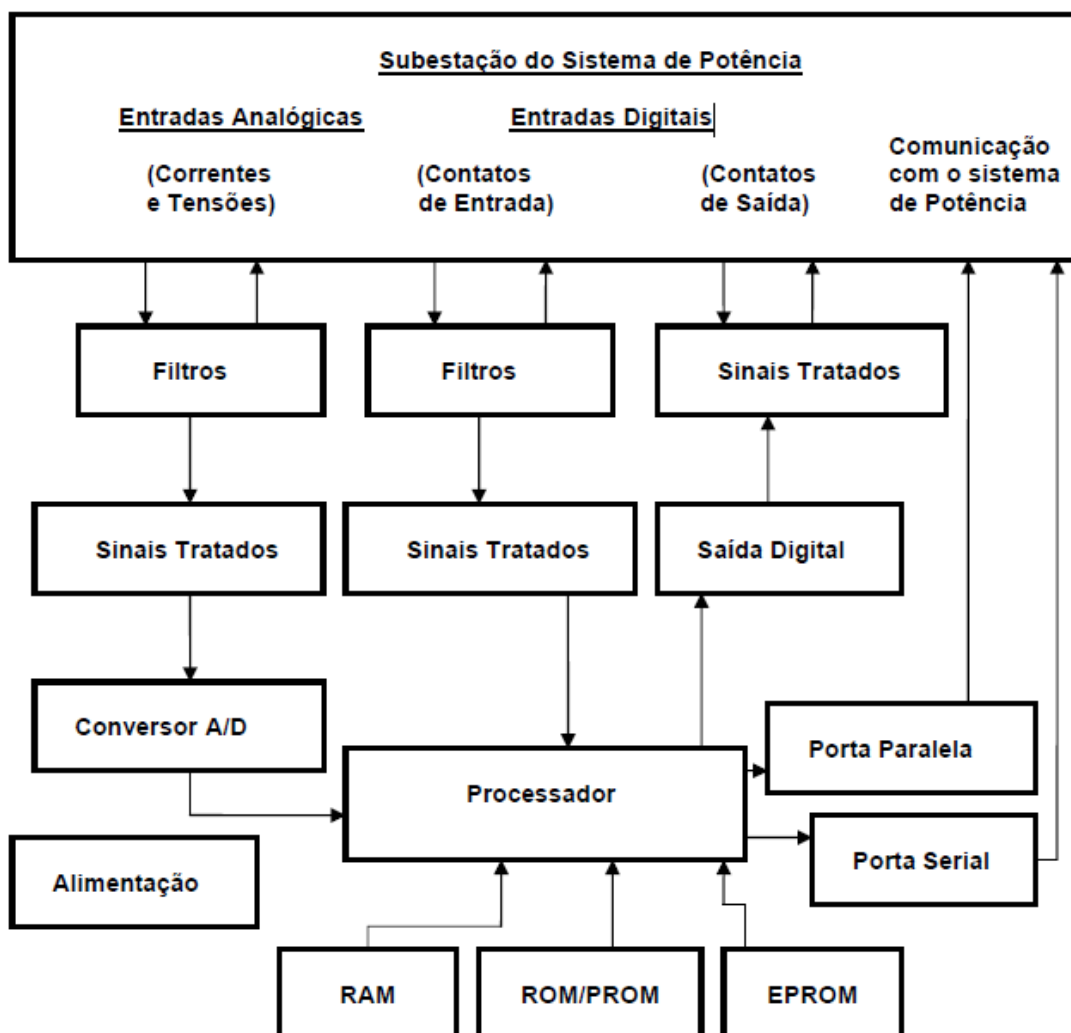 Subestação do Sistema de Potência
Entradas Analógicas
Entradas Digitais
(Correntes
e Tensões)
(Contatos
de Entrada)
(Contatos
de Saída)
Comunicação
com o sistema
de Potência
Filtros
Filtros
Sinais Tratados
Sinais Tratados
Sinais Tratados
Saída Digital
Conversor A/D
Processador
Porta Paralela
Porta Serial
Alimentação
RAM
ROM/PROM
EPROM